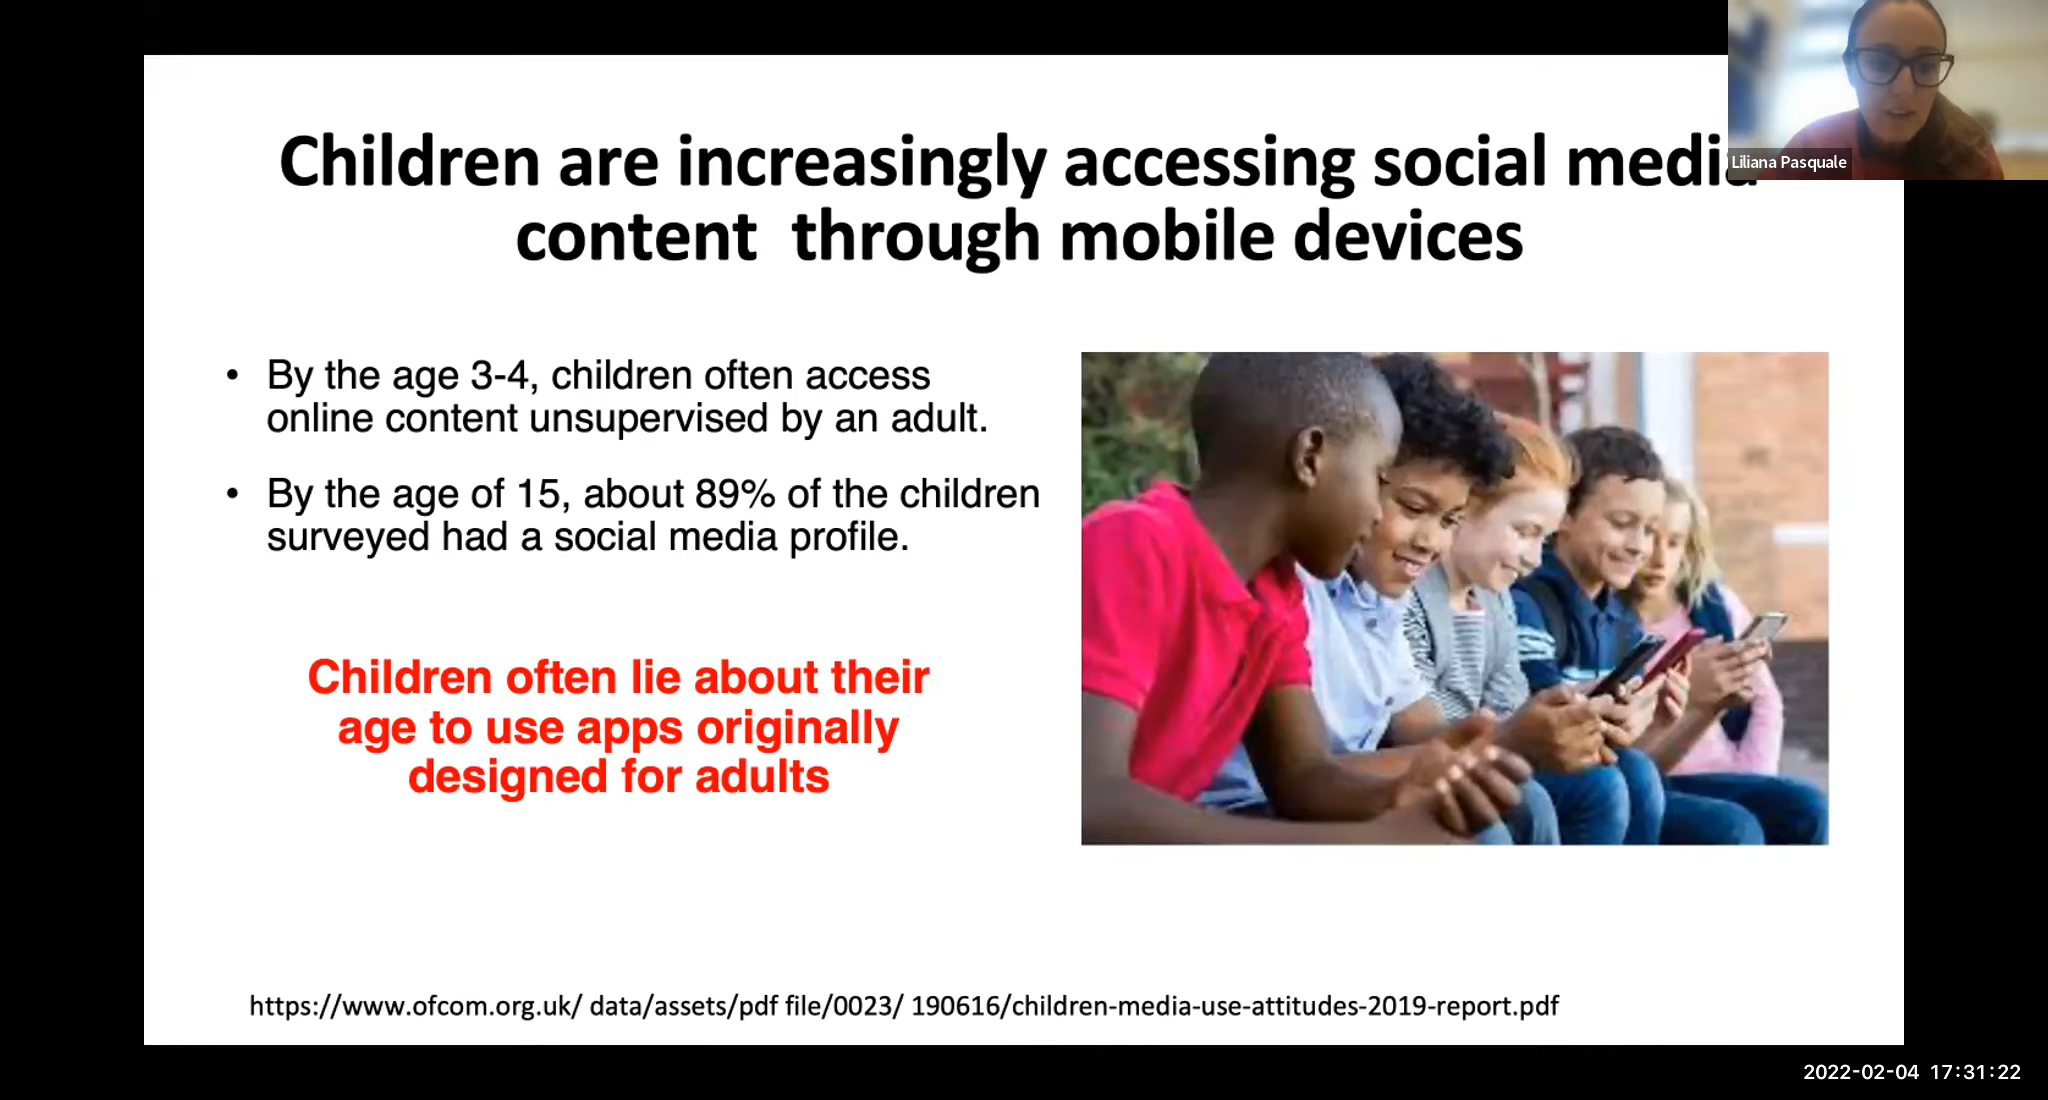 Children are increasingly accessing social media
content through mobile devices
Liliana Pasquale
• By the age 3-4, children often access
online content unsupervised by an adult.
• By the age of 15, about 89% of the children
surveyed had a social media profile.
Children often lie about their
age to use apps originally
designed for adults
https://www.ofcom.org.uk/ data/assets/pdf file/0023/ 190616/children-media-use-attitudes-2019-report.pdf
2022-02-04 17:31:22